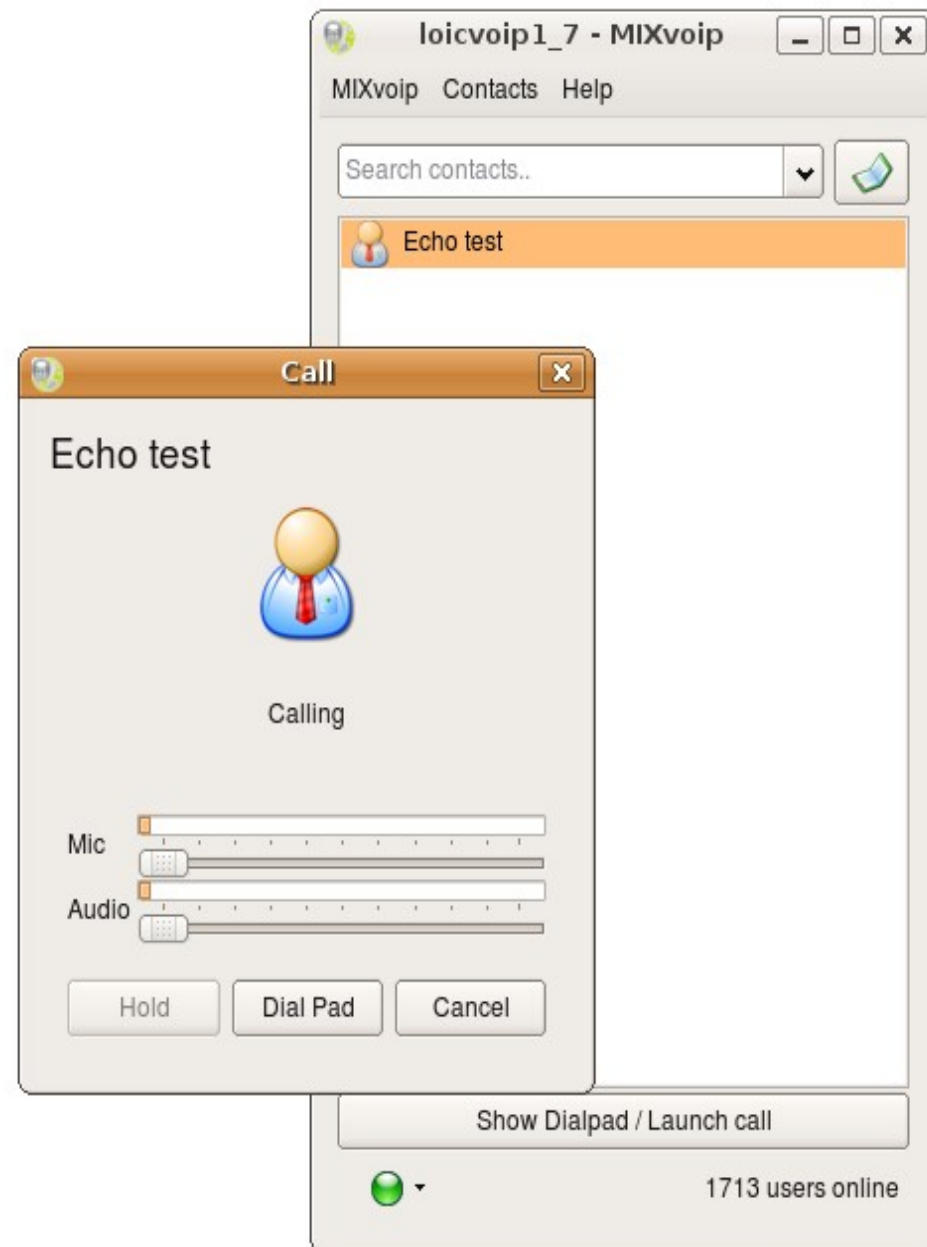 loicvoip1_7 - MIXvoip
MIXvoip Contacts Help
Search contacts..
Echo test
Call
Echo test
Calling
Mic
Audio
Hold Dial Pad Cancel
Show Dialpad / Launch call
1713 users online